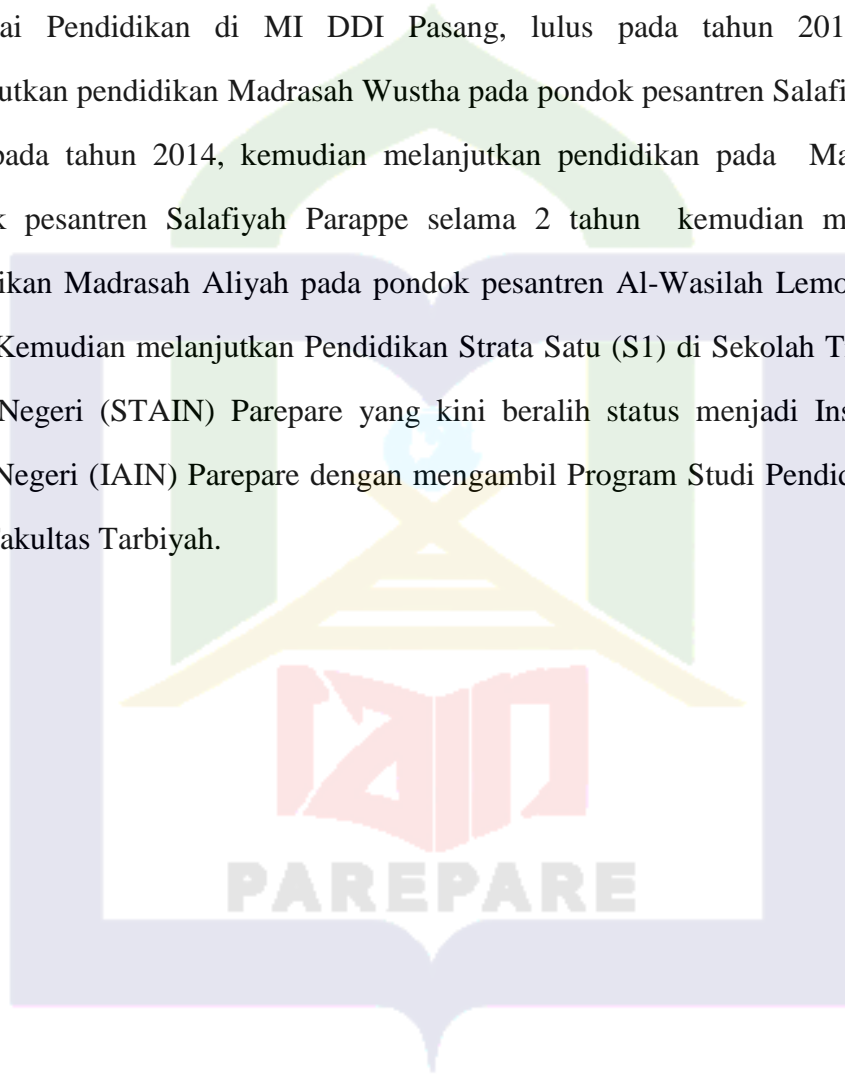 ai Pendidikan di MI DDI Pasang, lulus pada tahun 201
utkan pendidikan Madrasah Wustha pada pondok pesantren Salafi
pada tahun 2014, kemudian melanjutkan pendidikan pada Ma
k pesantren Salafiyah Parappe selama 2 tahun kemudian m
ikan Madrasah Aliyah pada pondok pesantren Al-Wasilah Lemo
Kemudian melanjutkan Pendidikan Strata Satu (S1) di Sekolah T
Negeri (STAIN) Parepare yang kini beralih status menjadi Ins
Negeri (IAIN) Parepare dengan mengambil Program Studi Pendid
akultas Tarbiyah.
iain
PAREPARE